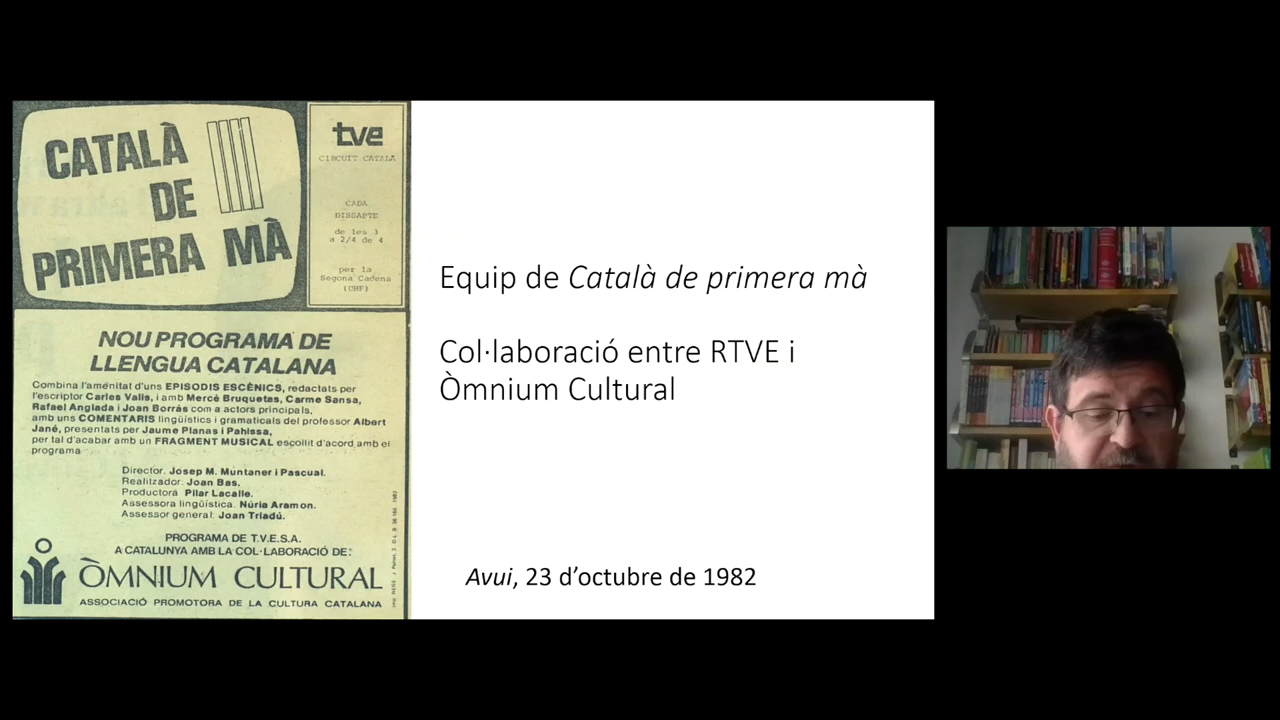 CATALÀ
DE
PRIMERA MÀ
tve
CIRCUIT CATALÀ
CADA
DISSAPTE
de les 3
a 2/4 de 4
per la
Segona Cadena
(UHF)
NOU PROGRAMA DE
LLENGUA CATALANA
Combina l'amenitat d'uns EPISODIS ESCÈNICS, redactats per
l'escriptor Carles Valls, i amb Mercè Bruquetas, Carme Sansa,
Rafael Anglada i Joan Borràs com a actors principals,
amb uns COMENTARIS lingüístics i gramaticals del professor Albert
Jané, presentats per Jaume Planas i Pahissa,
per tal d'acabar amb un FRAGMENT MUSICAL escollit d'acord amb el
programa
Director: Josep M. Muntaner i Pascual.
Realitzador: Joan Bas.
Productora Pilar Lacalle.
Assessora lingüística. Núria Aramon.
Assessor general: Joan Triadú.
PROGRAMA DE T.V.E.S.A.
A CATALUNYA AMB LA COL·LABORACIÓ DE:
ÒMNIUM CULTURAL
ASSOCIACIÓ PROMOTORA DE LA CULTURA CATALANA
Equip de Català de primera mà
Col·laboració entre RTVE i
Òmnium Cultural
Avui, 23 d'octubre de 1982